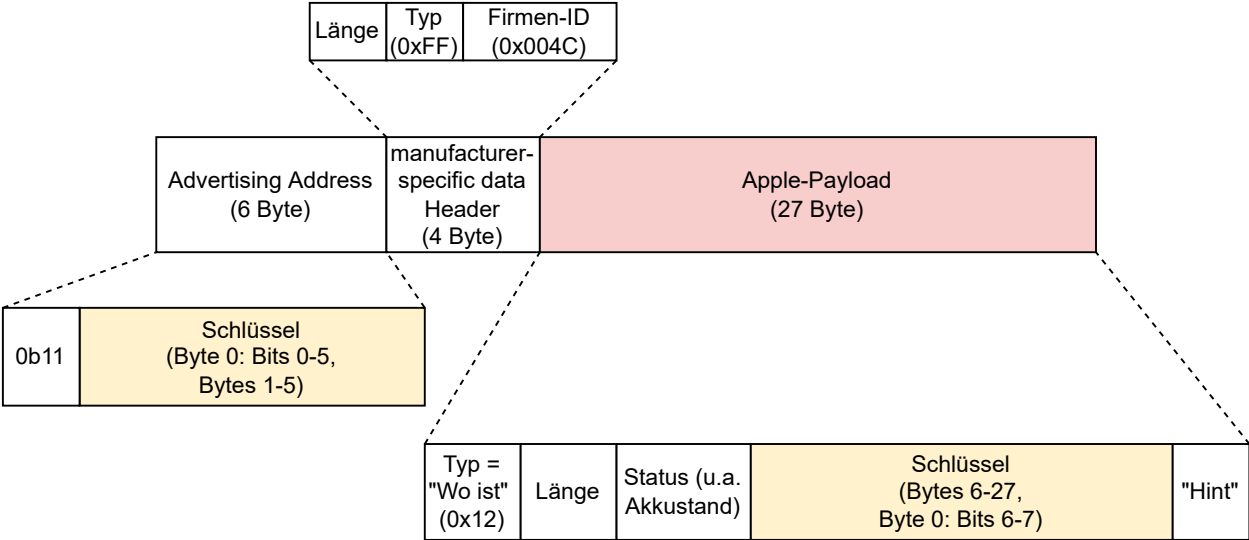 Länge
Typ
(0xFF)
Firmen-ID
(0x004C)
Advertising Address
(6 Byte)
manufacturer-
specific data
Header
(4 Byte)
Apple-Payload
(27 Byte)
0b11
Schlüssel
(Byte 0: Bits 0-5,
Bytes 1-5)
Typ =
"Wo ist"
(0x12)
Länge
Status (u.a.
Akkustand)
Schlüssel
(Bytes 6-27,
Byte 0: Bits 6-7)
"Hint"